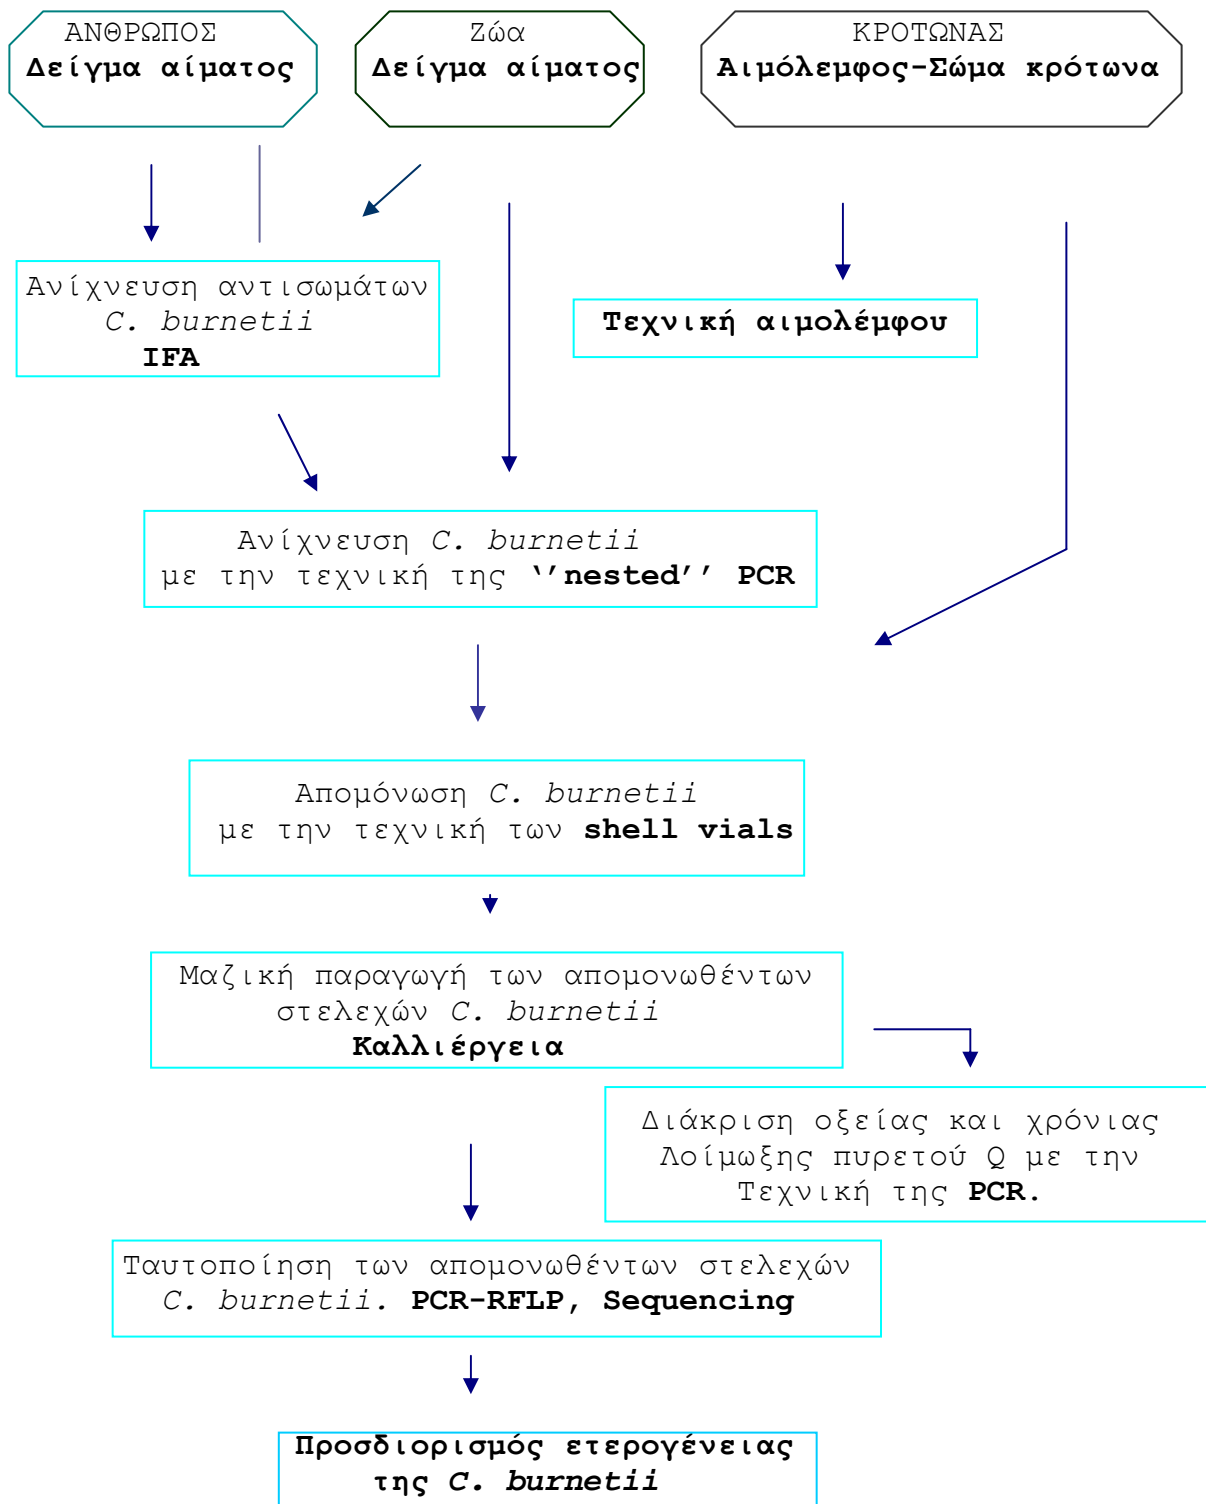 ΑΝΘΡΩΠΟΣ
Δείγμα αίματος
Ζώα
Δείγμα αίματος
ΚΡΟΤΩΝΑΣ
Αιμόλεμφος-Σώμα κρότωνα
Ανίχνευση αντισωμάτων
C. burnetii
IFA
Τεχνική αιμολέμφου
Ανίχνευση C. burnetii
με την τεχνική της ‘’nested’’ PCR
Απομόνωση C. burnetii
με την τεχνική των shell vials
Μαζική παραγωγή των απομονωθέντων
στελεχών C. burnetii
Καλλιέργεια
Διάκριση οξείας και χρόνιας
Λοίμωξης πυρετού Q με την
Τεχνική της PCR.
Ταυτοποίηση των απομονωθέντων στελεχών
C. burnetii. PCR-RFLP, Sequencing
Προσδιορισμός ετερογένειας
της C. burnetii